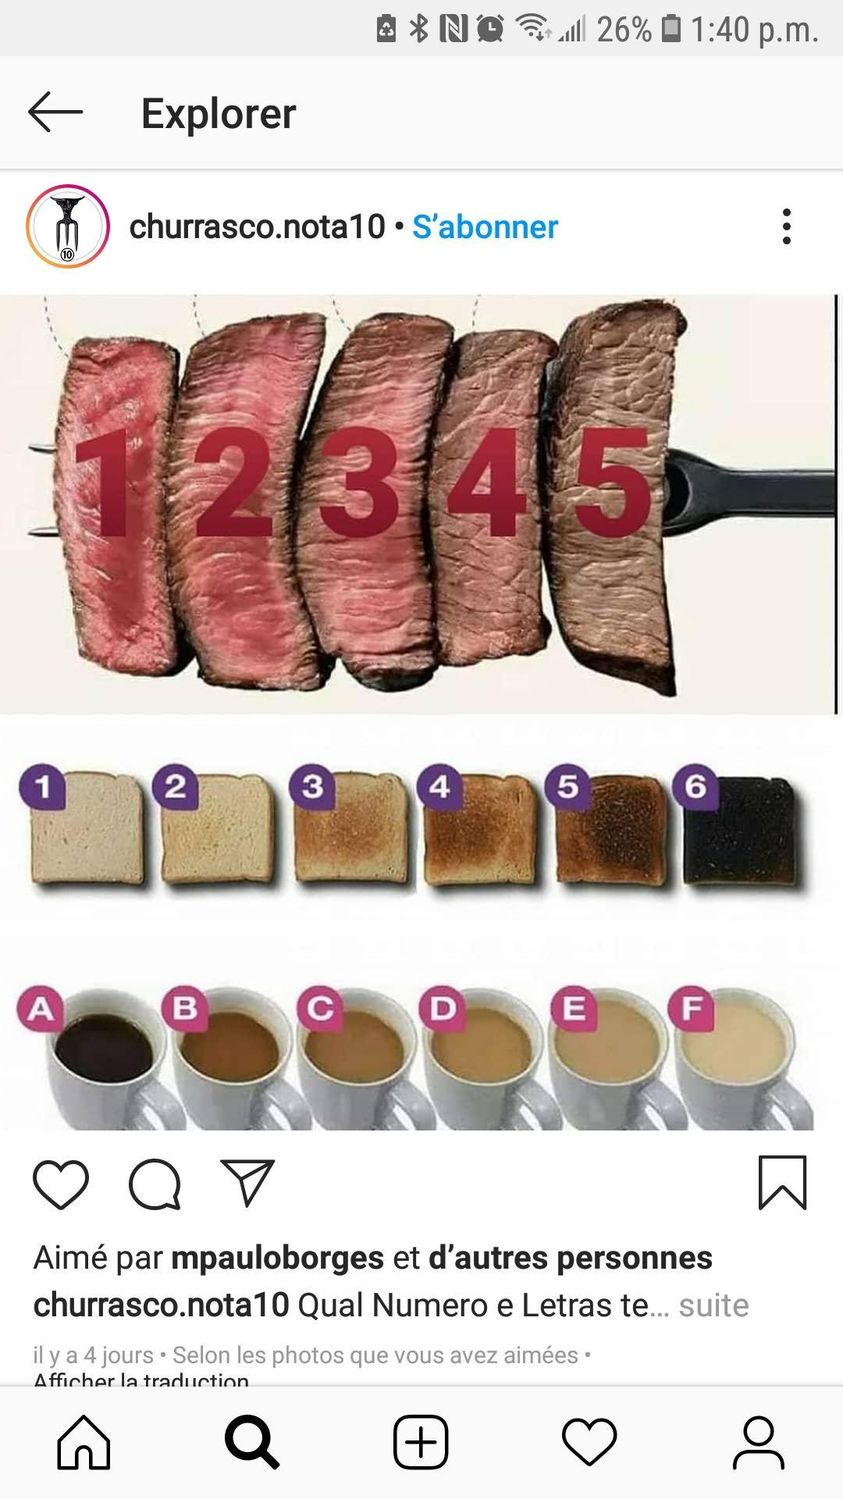 26% 1:40 p.m.
Explorer
churrasco.nota10 • S'abonner
10
1 2 3 4 5
1 2 3 4 5 6
A B C D E F
Aimé par mpauloborges et d'autres personnes
churrasco.nota10 Qual Numero e Letras te... suite
il y a 4 jours • Selon les photos que vous avez aimées •
Afficher la traduction